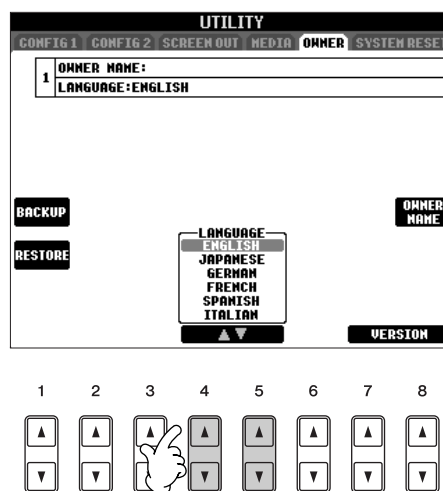 UTILITY
CONFIG 1 CONFIG 2 SCREEN OUT MEDIA OWNER SYSTEM RESET
1 OWNER NAME:
LANGUAGE:ENGLISH
BACKUP
OWNER NAME
LANGUAGE
RESTORE
ENGLISH
JAPANESE
GERMAN
FRENCH
SPANISH
ITALIAN
VERSION
1 2 3 4 5 6 7 8